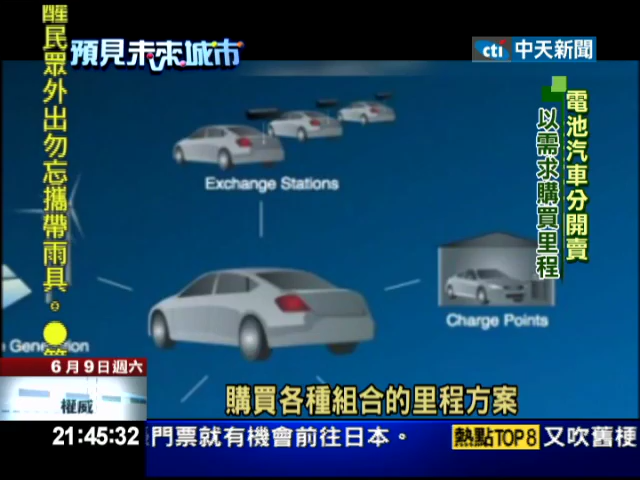 預見未來城市
cti 中天新聞
醒民眾外出勿忘攜帶雨具。
電池汽車分開賣
以需求購買里程
Exchange Stations
Charge Points
Generation
6月9日週六
權威
購買各種組合的里程方案
21:45:32
門票就有機會前往日本。
熱點TOP8
又吹舊梗